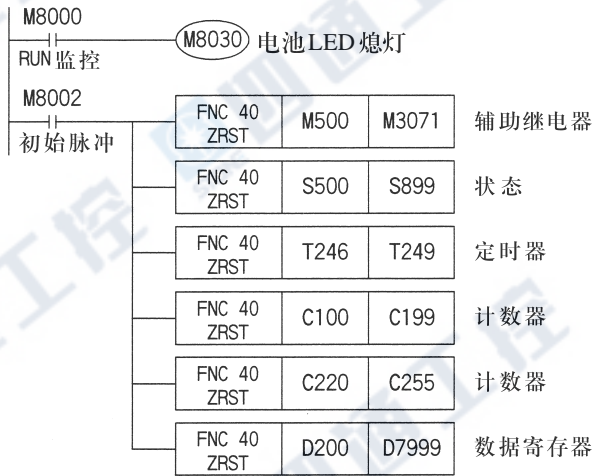 M8000
RUN监控
M8030 电池LED熄灯
M8002
初始脉冲
FNC 40 ZRST M500 M3071 辅助继电器
FNC 40 ZRST S500 S899 状态
FNC 40 ZRST T246 T249 定时器
FNC 40 ZRST C100 C199 计数器
FNC 40 ZRST C220 C255 计数器
FNC 40 ZRST D200 D7999 数据寄存器